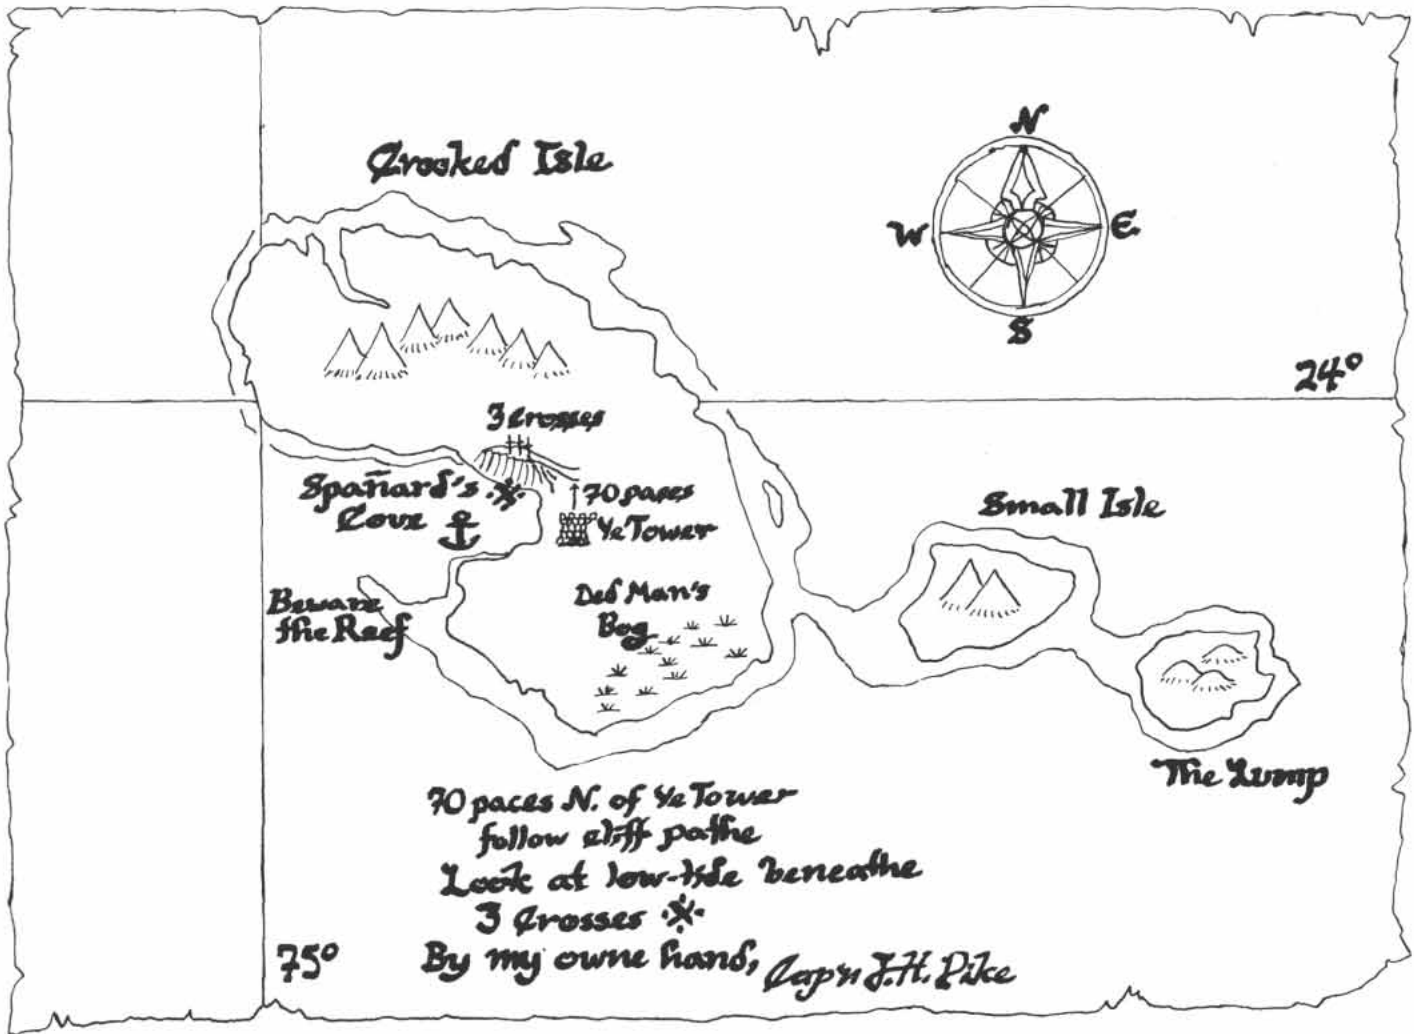 Crooked Isle
N
W
E
S
24°
3 Crosses
Spañard's
Cove
70 paces
Ye Tower
Small Isle
Beware
the Reef
Ded Man's
Bog
The Lump
70 paces N. of Ye Tower
follow cliff pathe
Look at low-tide beneathe
3 Crosses
By my owne hand, Cap'n J.H. Pike
75°